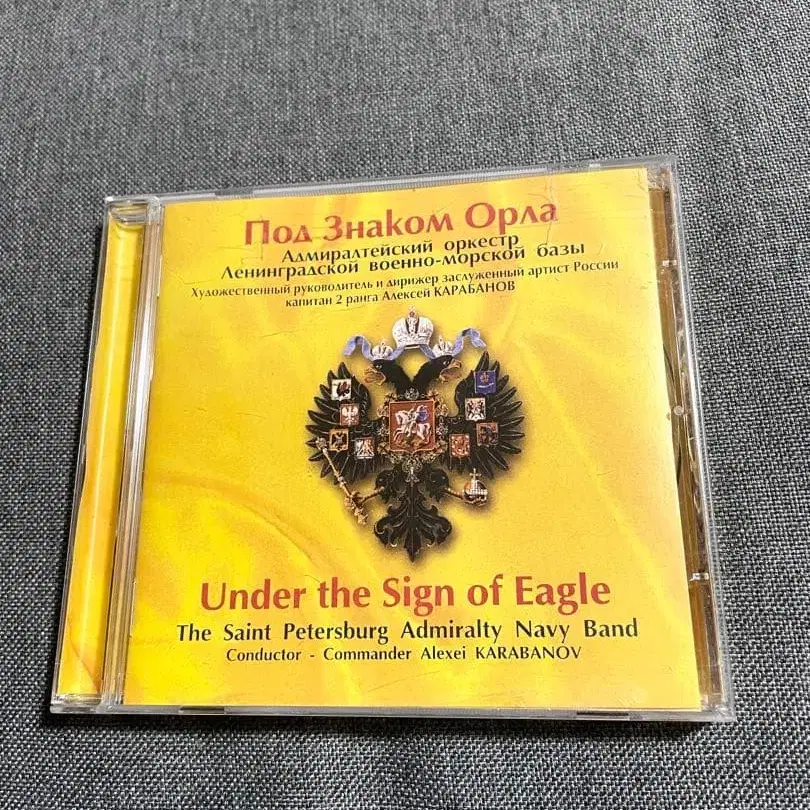 Под Знаком Орла
Адмиралтейский оркестр
Ленинградской военно-морской базы
Художественный руководитель и дирижер заслуженный артист России
капитан 2 ранга Алексей КАРАБАНОВ
Under the Sign of Eagle
The Saint Petersburg Admiralty Navy Band
Conductor - Commander Alexei KARABANOV